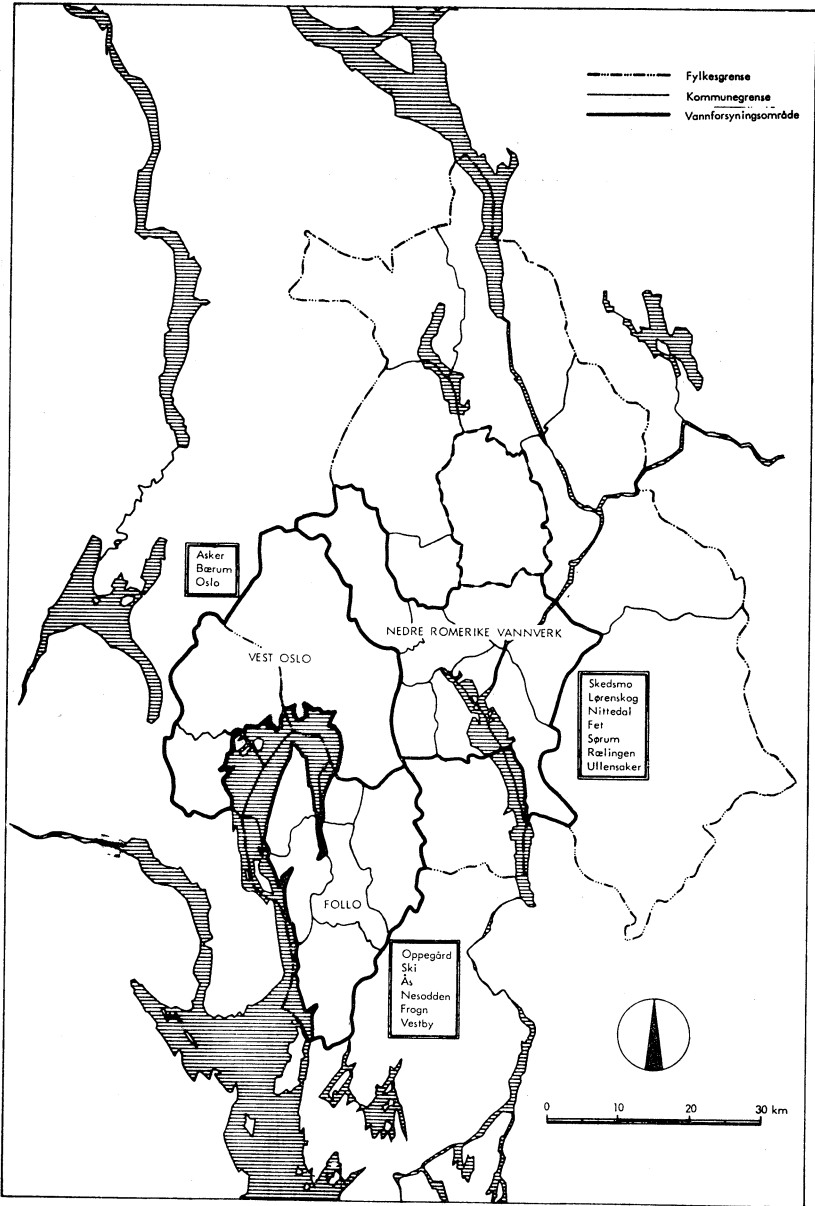 Fylkesgrense
Kommunegrense
Vannforsyningsområde
Asker
Bærum
Oslo
NEDRE ROMERIKE VANNVERK
VEST OSLO
Skedsmo
Lørenskog
Nittedal
Fet
Sørum
Rælingen
Ullensaker
FOLLO
Oppegård
Ski
Ås
Nesodden
Frogn
Vestby
0 10 20 30 km